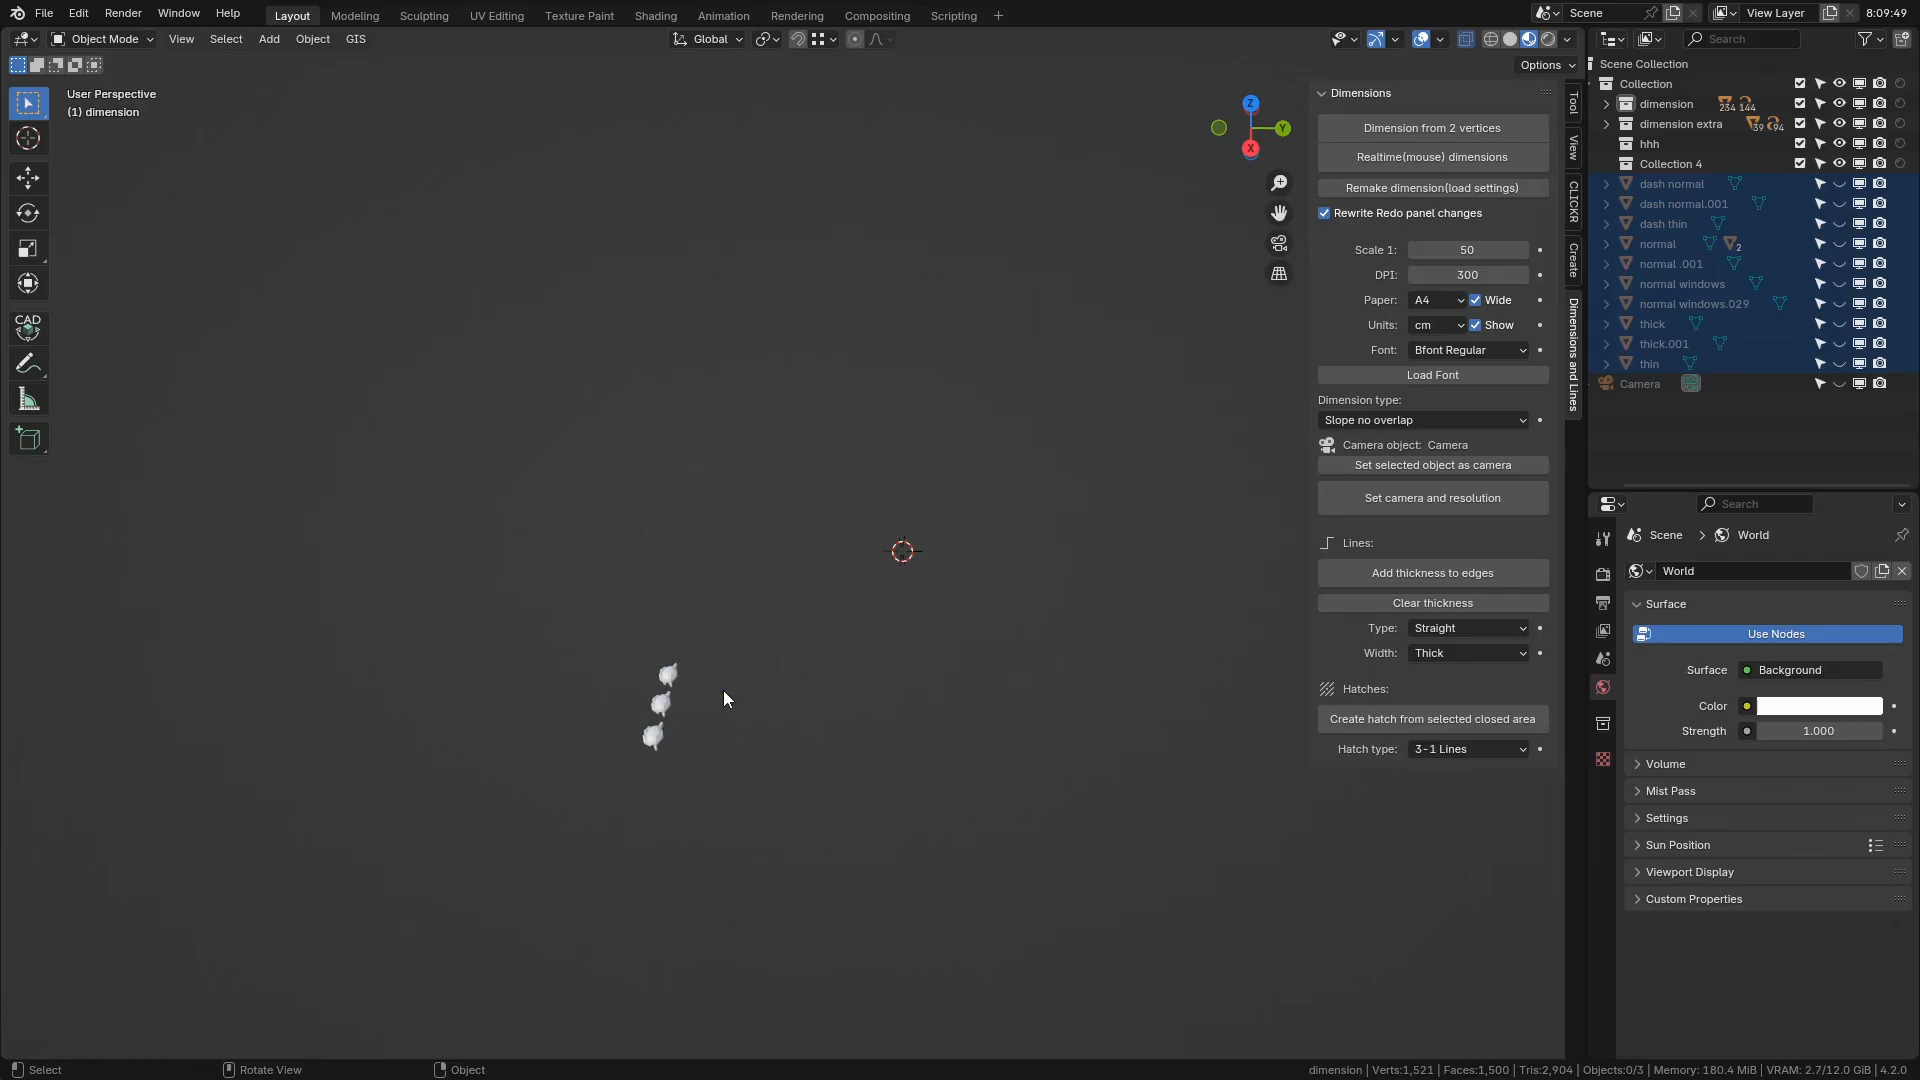 File Edit Render Window Help Layout Modeling Sculpting UV Editing Texture Paint Shading Animation Rendering Compositing Scripting + Scene View Layer 8:09:49
Object Mode View Select Add Object GIS Global Search
Options
User Perspective
(1) dimension
CAD
Z
Y
X
Dimensions
Dimension from 2 vertices
Realtime(mouse) dimensions
Remake dimension(load settings)
Rewrite Redo panel changes
Scale 1: 50
DPI: 300
Paper: A4 Wide
Units: cm Show
Font: Bfont Regular
Load Font
Dimension type:
Slope no overlap
Camera object: Camera
Set selected object as camera
Set camera and resolution
Lines:
Add thickness to edges
Clear thickness
Type: Straight
Width: Thick
Hatches:
Create hatch from selected closed area
Hatch type: 3-1 Lines
Tool
View
CLICKR
Create
Dimensions and Lines
Scene Collection
Collection
dimension 234 144
dimension extra 39 94
hhh
Collection 4
dash normal
dash normal.001
dash thin
normal 2
normal .001
normal windows
normal windows.029
thick
thick.001
thin
Camera
Search
Scene > World
World
Surface
Use Nodes
Surface Background
Color
Strength 1.000
Volume
Mist Pass
Settings
Sun Position
Viewport Display
Custom Properties
Select Rotate View Object dimension | Verts:1,521 | Faces:1,500 | Tris:2,904 | Objects:0/3 | Memory: 180.4 MiB | VRAM: 2.7/12.0 GiB | 4.2.0